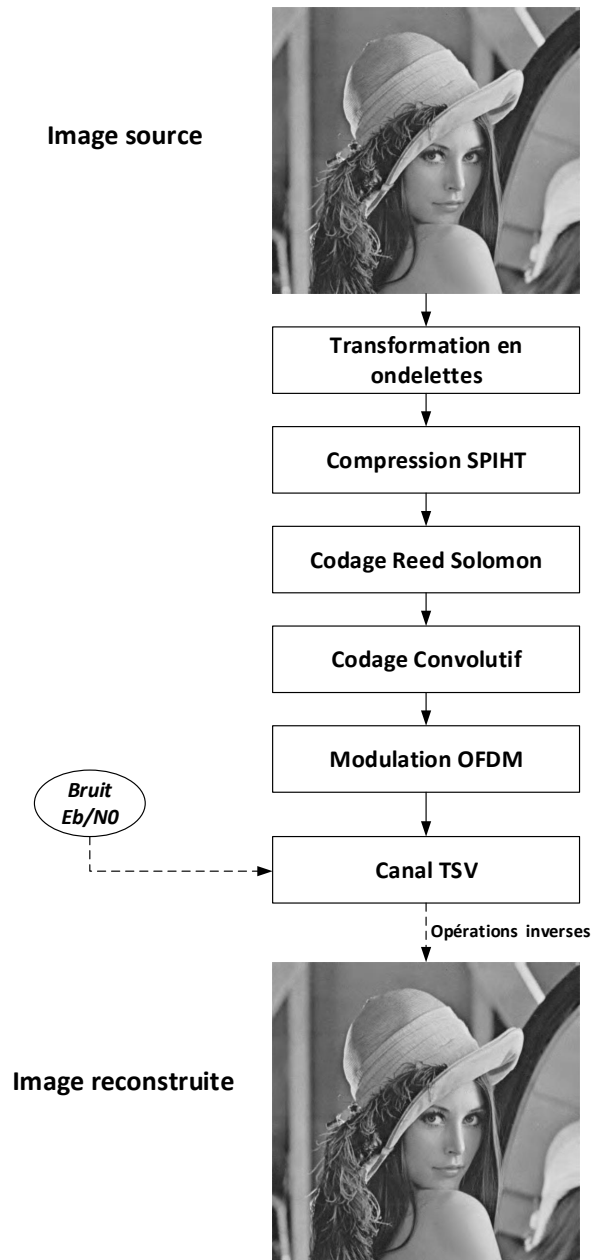 Image source
Transformation en
ondelettes
Compression SPIHT
Codage Reed Solomon
Codage Convolutif
Modulation OFDM
Bruit
Eb/N0
Canal TSV
Opérations inverses
Image reconstruite